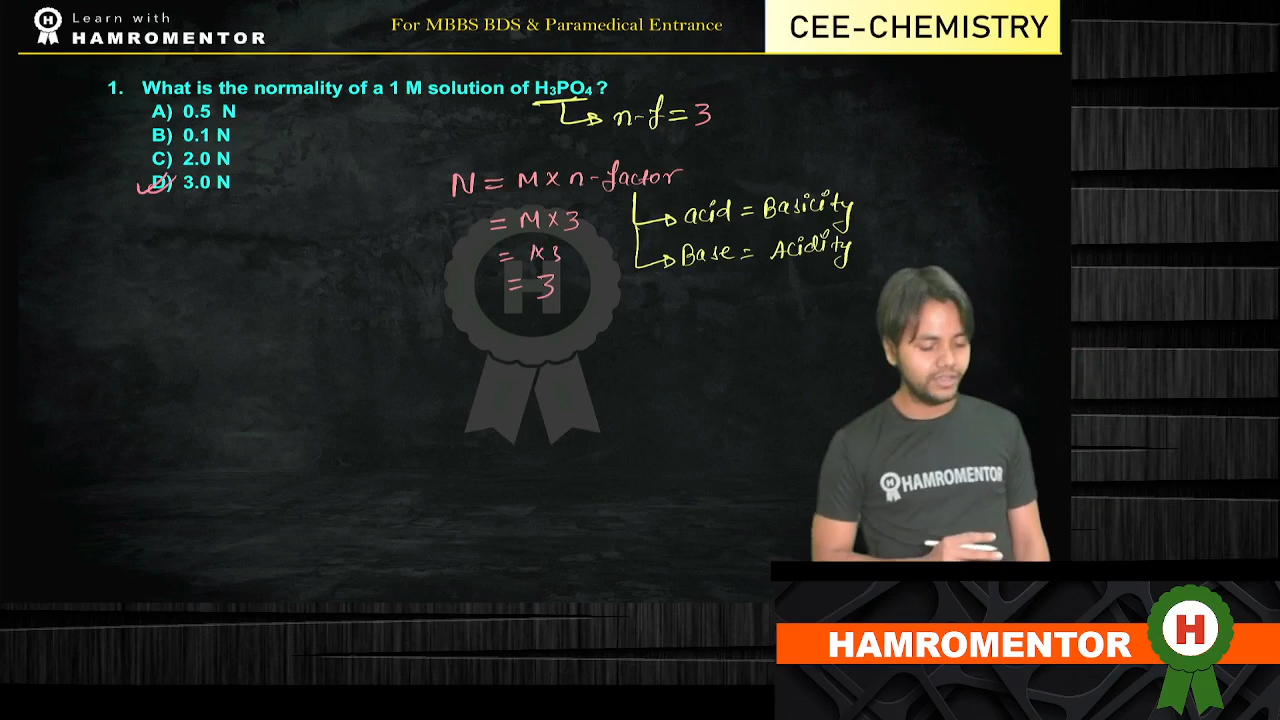 Learn with
HAMROMENTOR
For MBBS BDS & Paramedical Entrance
CEE-CHEMISTRY
1. What is the normality of a 1 M solution of H₃PO₄ ?
n-f = 3
A) 0.5 N
B) 0.1 N
C) 2.0 N
D) 3.0 N
N = M × n-factor
= M × 3
= 1×3
= 3
acid = Basicity
Base = Acidity
H
HAMROMENTOR
HAMROMENTOR
H